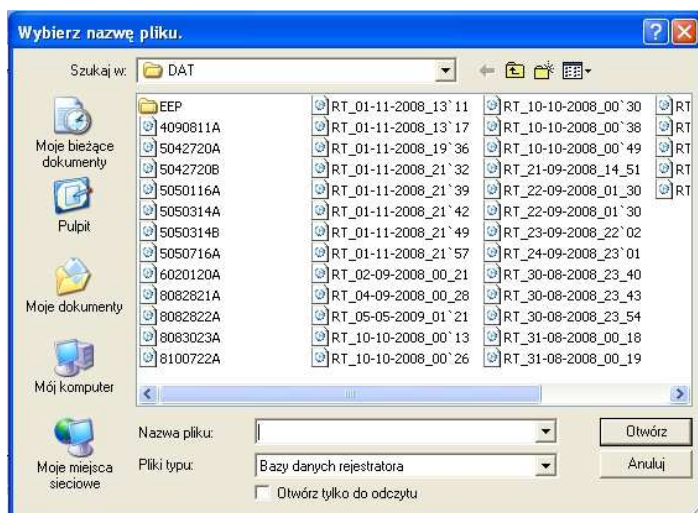 Wybierz nazwę pliku.
Szukaj w:
DAT
Moje bieżące
dokumenty
Pulpit
Moje dokumenty
Mój komputer
Moje miejsca
sieciowe
EEP
4090811A
5042720A
5042720B
5050116A
5050314A
5050314B
5050716A
6020120A
8082821A
8082822A
8083023A
8100722A
RT_01-11-2008_13`11
RT_01-11-2008_13`17
RT_01-11-2008_19`36
RT_01-11-2008_21`32
RT_01-11-2008_21`39
RT_01-11-2008_21`42
RT_01-11-2008_21`49
RT_01-11-2008_21`57
RT_02-09-2008_00_21
RT_04-09-2008_00_28
RT_05-05-2009_01`21
RT_10-10-2008_00`13
RT_10-10-2008_00`26
RT_10-10-2008_00`30
RT_10-10-2008_00`38
RT_10-10-2008_00`49
RT_21-09-2008_14_51
RT_22-09-2008_01_30
RT_22-09-2008_01`30
RT_23-09-2008_22`02
RT_24-09-2008_23`01
RT_30-08-2008_23_40
RT_30-08-2008_23_43
RT_30-08-2008_23_54
RT_31-08-2008_00_18
RT_31-08-2008_00_19
RT
RT
RT
RT
RT
Nazwa pliku:
Otwórz
Pliki typu:
Bazy danych rejestratora
Anuluj
Otwórz tylko do odczytu